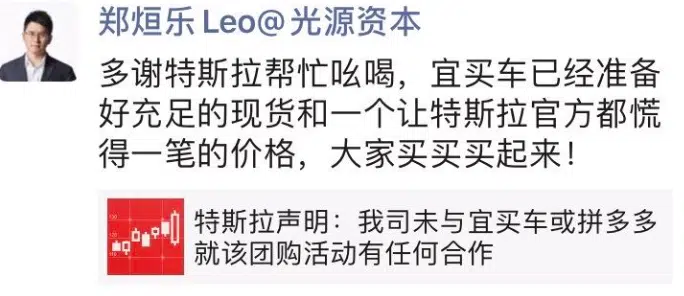 郑烜乐Leo@光源资本
多谢特斯拉帮忙吆喝，宜买车已经准备
好充足的现货和一个让特斯拉官方都慌
得一笔的价格，大家买买买起来！
特斯拉声明：我司未与宜买车或拼多多
就该团购活动有任何合作